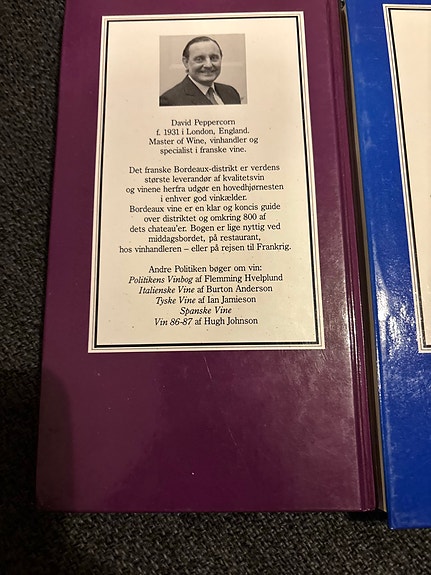 David Peppercorn
f. 1931 i London, England.
Master of Wine, vinhandler og
specialist i franske vine.
Det franske Bordeaux-distrikt er verdens
største leverandør af kvalitetsvin
og vinene herfra udgør en hovedhjørnesten
i enhver god vinkælder.
Bordeaux vine er en klar og koncis guide
over distriktet og omkring 800 af
dets chateau'er. Bogen er lige nyttig ved
middagsbordet, på restaurant,
hos vinhandleren – eller på rejsen til Frankrig.
Andre Politiken bøger om vin:
Politikens Vinbog af Flemming Hvelplund
Italienske Vine af Burton Anderson
Tyske Vine af Ian Jamieson
Spanske Vine
Vin 86-87 af Hugh Johnson